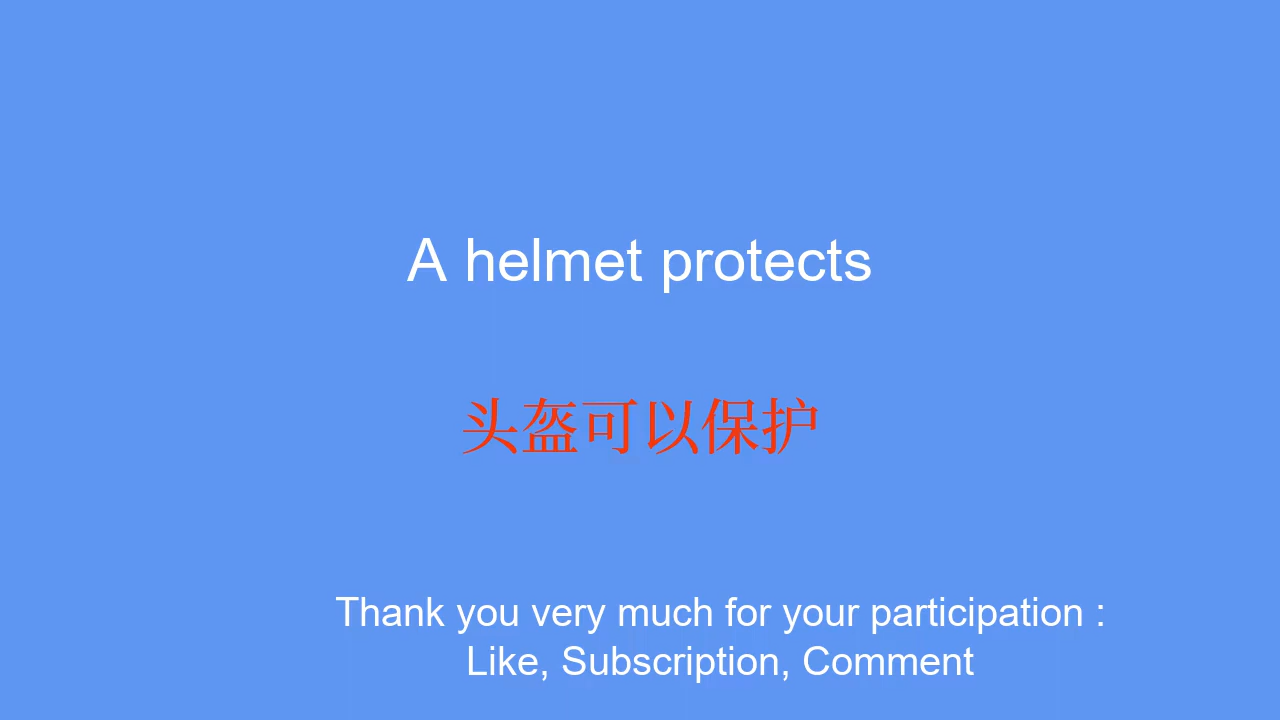 A helmet protects
头盔可以保护
Thank you very much for your participation :
Like, Subscription, Comment